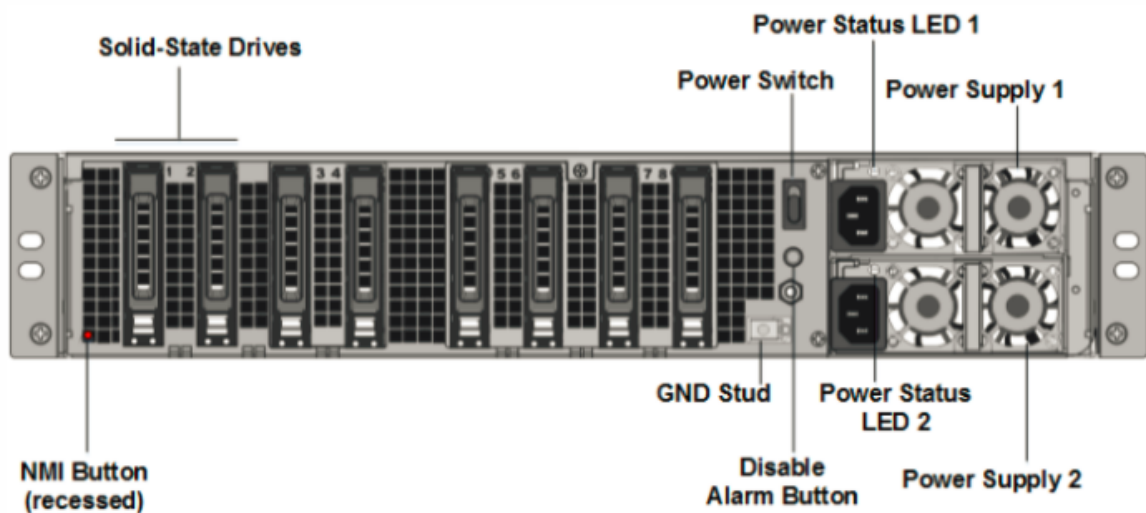 Power Status LED 1
Solid-State Drives
Power Switch
Power Supply 1
1 2
3 4
5 6
7 8
GND Stud
Power Status
LED 2
NMI Button
(recessed)
Disable
Alarm Button
Power Supply 2